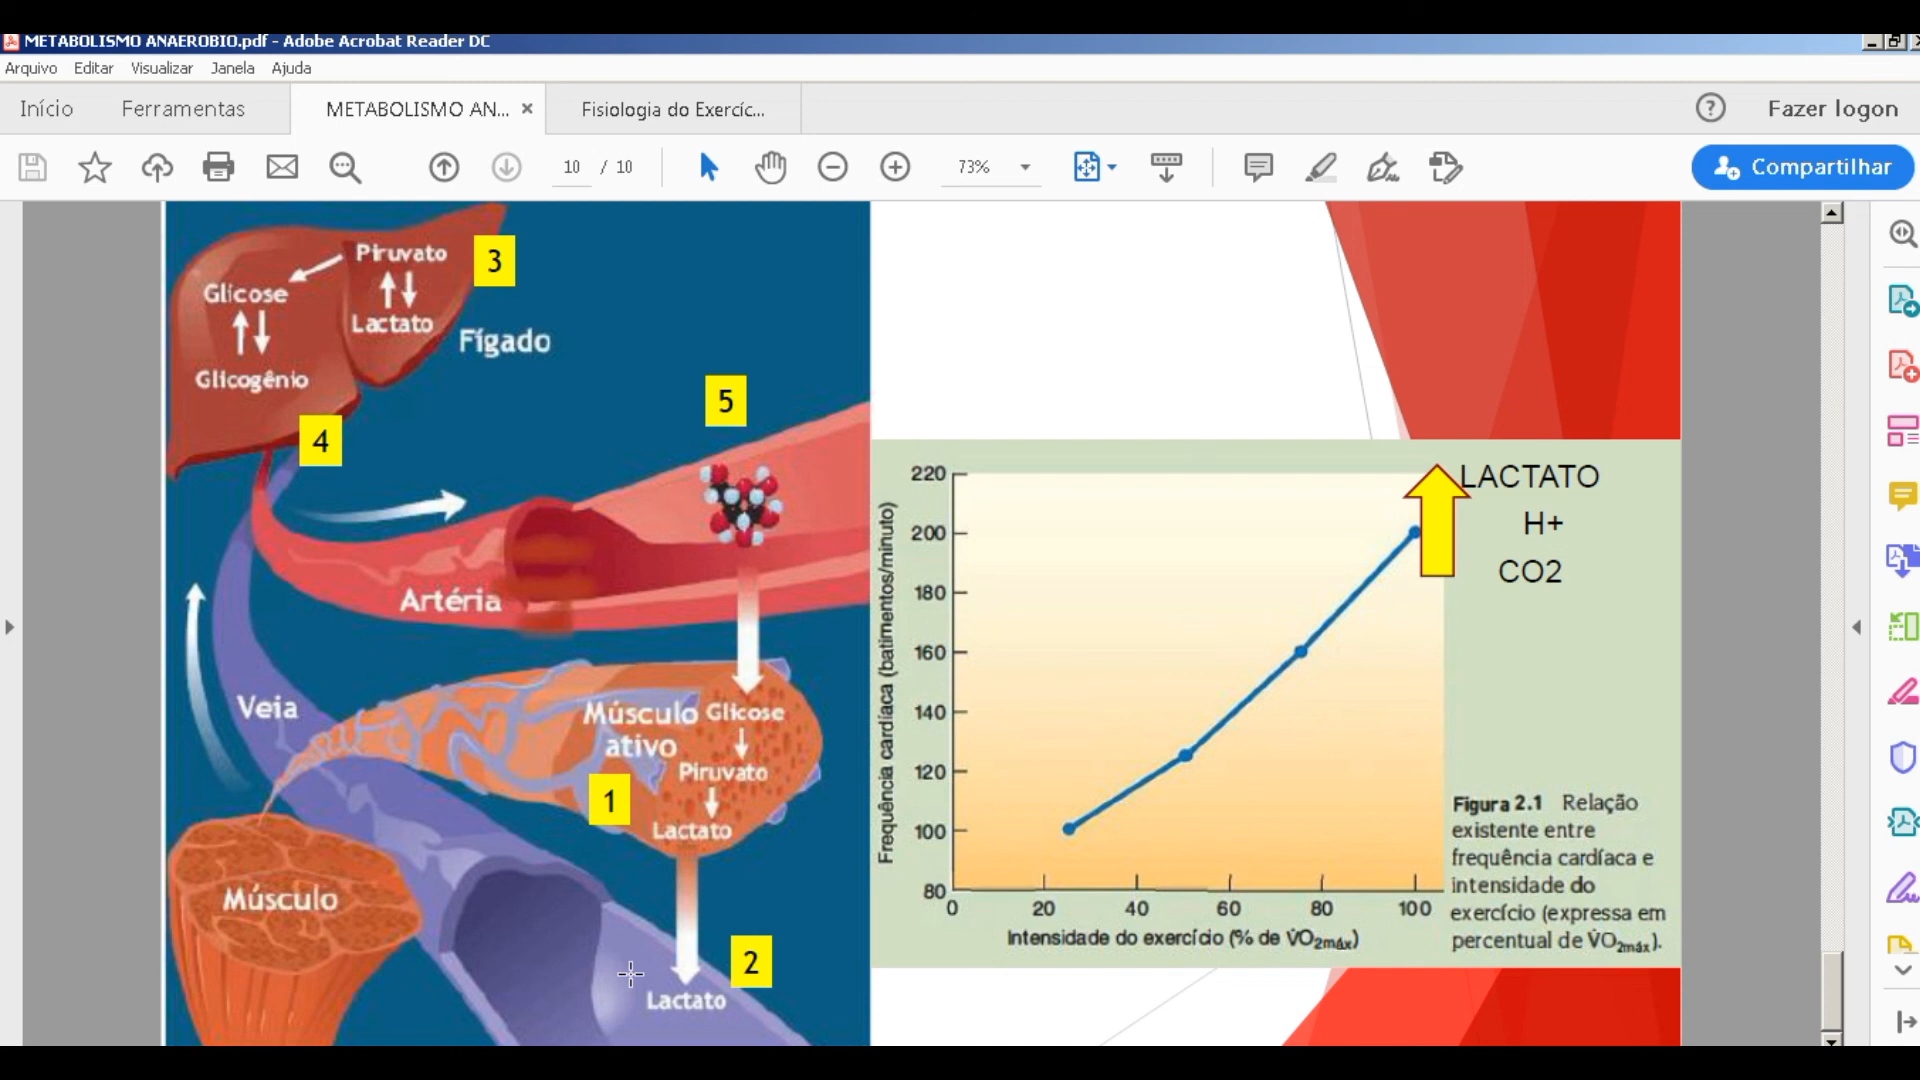 METABOLISMO ANAEROBIO.pdf - Adobe Acrobat Reader DC
Arquivo Editar Visualizar Janela Ajuda
Início Ferramentas METABOLISMO AN... × Fisiologia do Exercíc... ? Fazer logon
10 / 10 73% Compartilhar
Piruvato 3
Glicose
Lactato
Fígado
Glicogênio
5
4
Artéria
Veia
Músculo ativo
Glicose
Piruvato
1
Lactato
Músculo
2
Lactato
LACTATO
H+
CO2
Frequência cardíaca (batimentos/minuto)
220
200
180
160
140
120
100
80
0 20 40 60 80 100
Intensidade do exercício (% de V̇O2máx)
Figura 2.1 Relação
existente entre
frequência cardíaca e
intensidade do
exercício (expressa em
percentual de V̇O2máx).